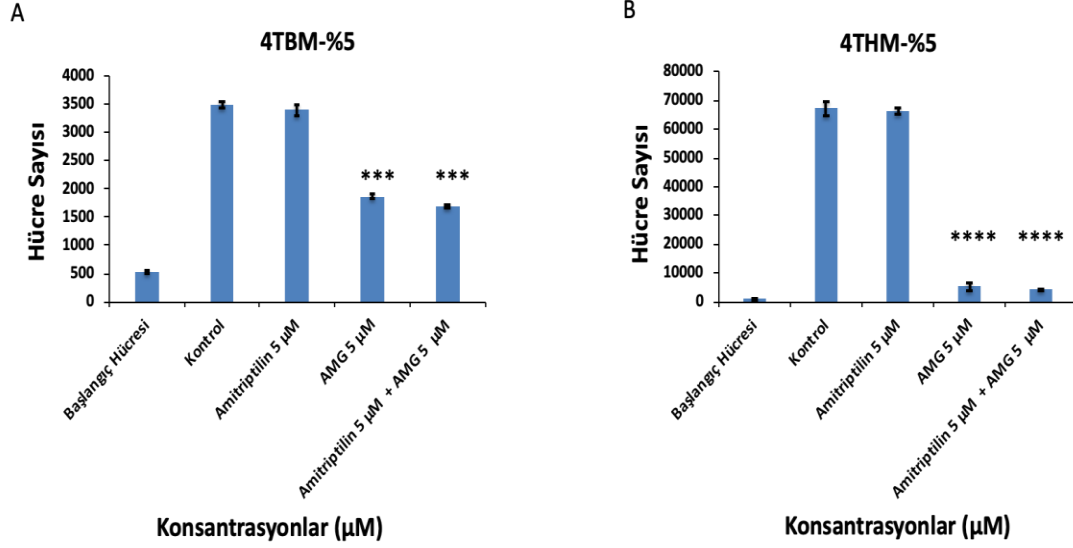 A
4TBM-%5
Hücre Sayısı
4000
3500
3000
2500
2000
1500
1000
500
0
***
***
Başlangıç Hücresi
Kontrol
Amitriptilin 5 µM
AMG 5 µM
Amitriptilin 5 µM + AMG 5 µM
Konsantrasyonlar (µM)
B
4THM-%5
Hücre Sayısı
80000
70000
60000
50000
40000
30000
20000
10000
0
****
****
Başlangıç Hücresi
Kontrol
Amitriptilin 5 µM
AMG 5 µM
Amitriptilin 5 µM + AMG 5 µM
Konsantrasyonlar (µM)